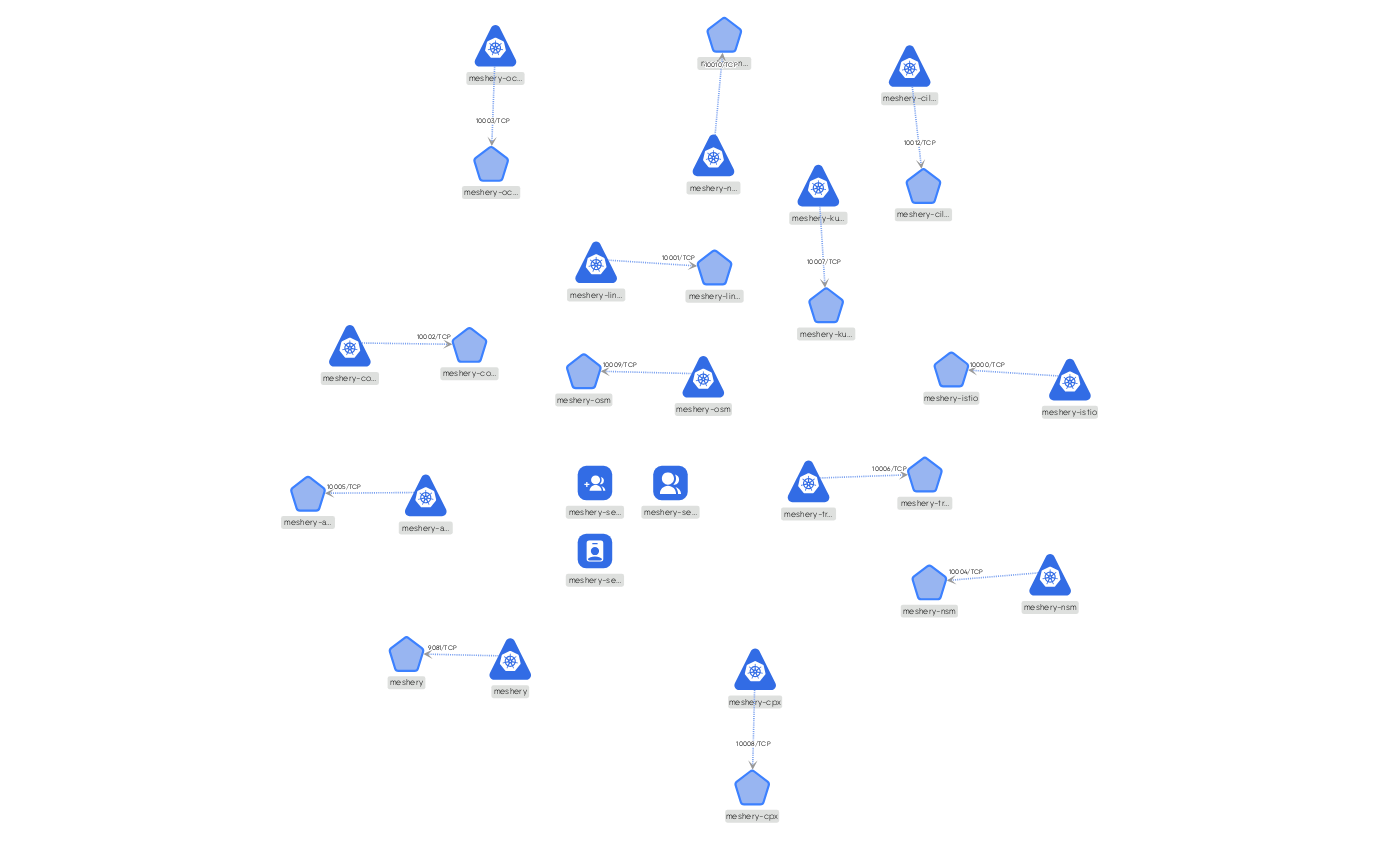 meshery-oc...
10003/TCP
meshery-oc...
10010/TCP
meshery-n...
meshery-cil...
10012/TCP
meshery-cil...
meshery-ku...
10007/TCP
meshery-ku...
10001/TCP
meshery-lin...
meshery-lin...
10002/TCP
meshery-co...
meshery-co...
10009/TCP
meshery-osm
meshery-osm
10000/TCP
meshery-istio
meshery-istio
10005/TCP
meshery-a...
meshery-a...
meshery-se...
meshery-se...
meshery-se...
10006/TCP
meshery-tr...
meshery-tr...
10004/TCP
meshery-nsm
meshery-nsm
9081/TCP
meshery
meshery
meshery-cpx
10008/TCP
meshery-cpx